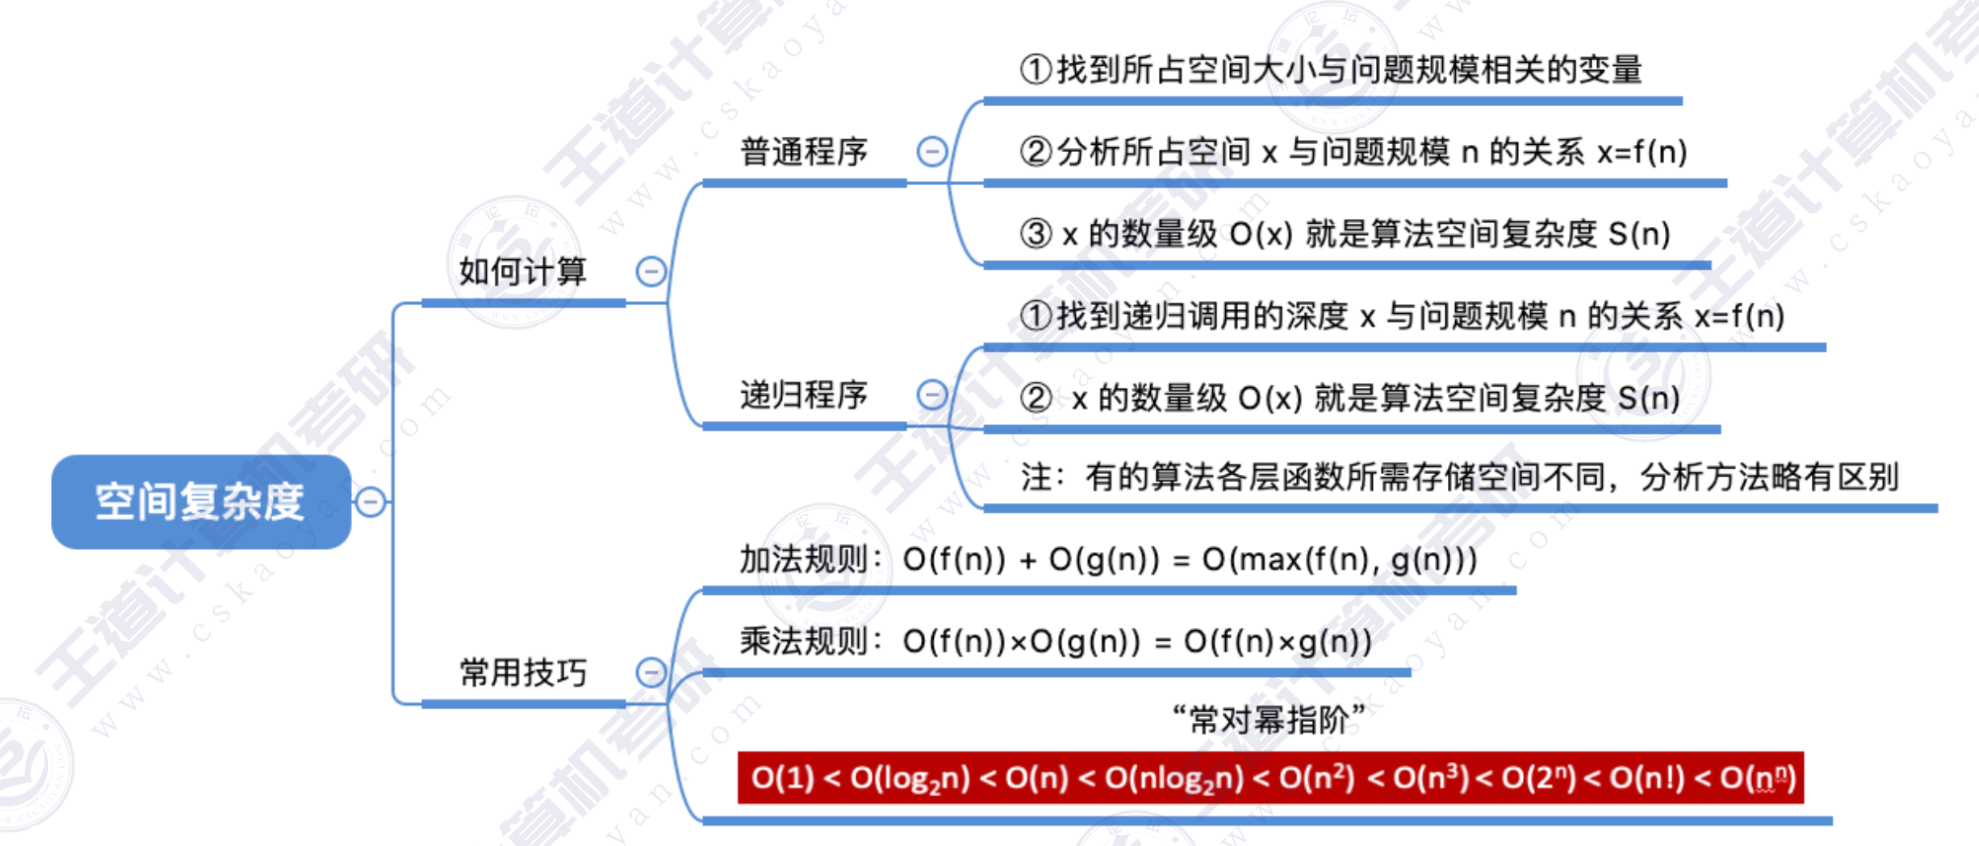 空间复杂度
如何计算
普通程序
①找到所占空间大小与问题规模相关的变量
②分析所占空间 x 与问题规模 n 的关系 x=f(n)
③ x 的数量级 O(x) 就是算法空间复杂度 S(n)
递归程序
①找到递归调用的深度 x 与问题规模 n 的关系 x=f(n)
② x 的数量级 O(x) 就是算法空间复杂度 S(n)
注：有的算法各层函数所需存储空间不同，分析方法略有区别
常用技巧
加法规则：O(f(n)) + O(g(n)) = O(max(f(n), g(n)))
乘法规则：O(f(n))×O(g(n)) = O(f(n)×g(n))
“常对幂指阶”
O(1) < O(log₂n) < O(n) < O(nlog₂n) < O(n²) < O(n³) < O(2ⁿ) < O(n!) < O(nⁿ)
王道计算机考研
www.cskaoyan.com